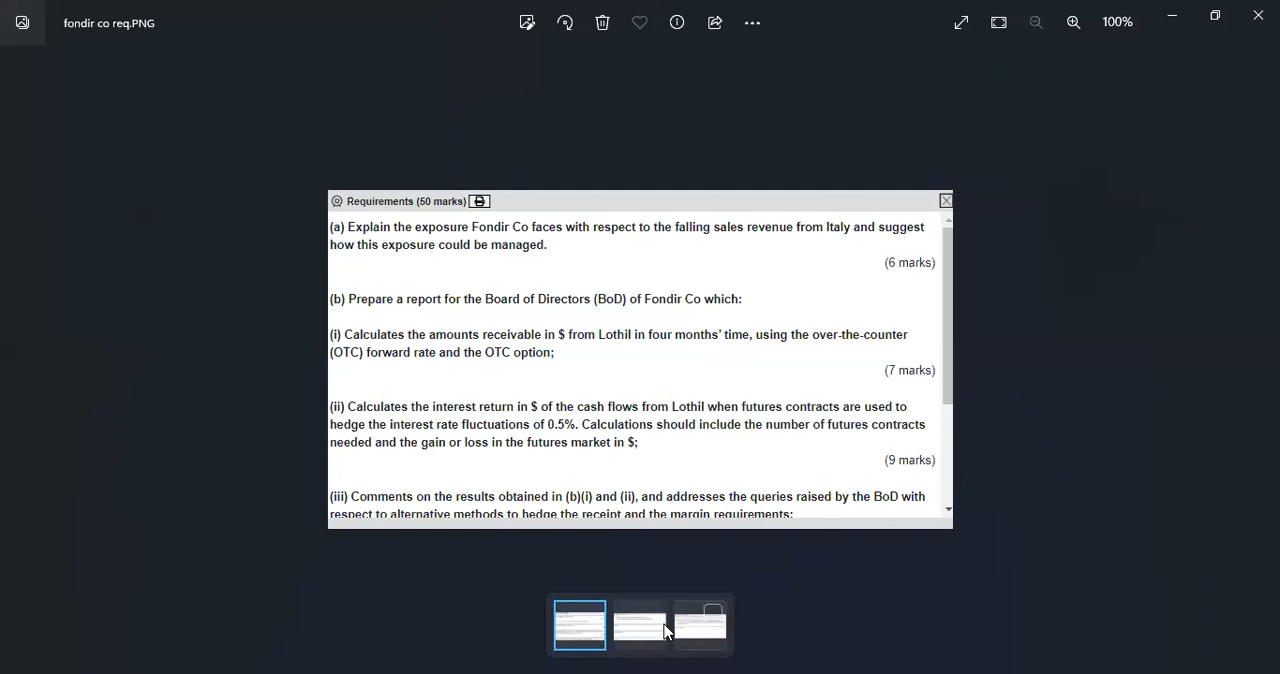 fondir co req.PNG
100%
Requirements (50 marks)
(a) Explain the exposure Fondir Co faces with respect to the falling sales revenue from Italy and suggest
how this exposure could be managed.
(6 marks)
(b) Prepare a report for the Board of Directors (BoD) of Fondir Co which:
(i) Calculates the amounts receivable in $ from Lothil in four months' time, using the over-the-counter
(OTC) forward rate and the OTC option;
(7 marks)
(ii) Calculates the interest return in $ of the cash flows from Lothil when futures contracts are used to
hedge the interest rate fluctuations of 0.5%. Calculations should include the number of futures contracts
needed and the gain or loss in the futures market in $;
(9 marks)
(iii) Comments on the results obtained in (b)(i) and (ii), and addresses the queries raised by the BoD with
respect to alternative methods to hedge the receipt and the margin requirements;